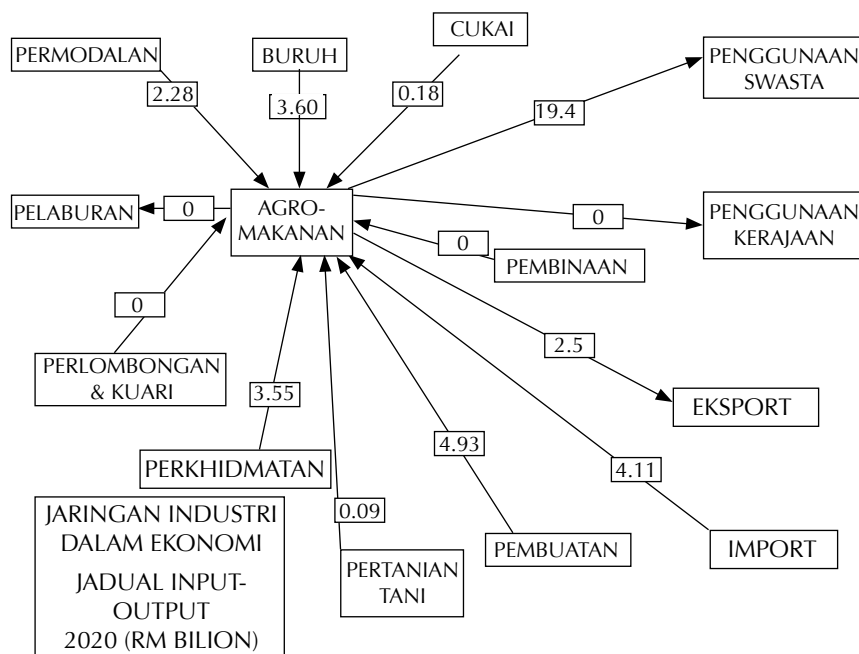 CUKAI
PERMODALAN
BURUH
PENGGUNAAN
SWASTA
2.28
3.60
0.18
19.4
PELABURAN
0
AGRO-
MAKANAN
0
PENGGUNAAN
KERAJAAN
0
PEMBINAAN
0
PERLOMBONGAN
& KUARI
2.5
3.55
EKSPORT
4.93
4.11
PERKHIDMATAN
0.09
JARINGAN INDUSTRI
DALAM EKONOMI
JADUAL INPUT-
OUTPUT
2020 (RM BILION)
PERTANIAN
TANI
PEMBUATAN
IMPORT